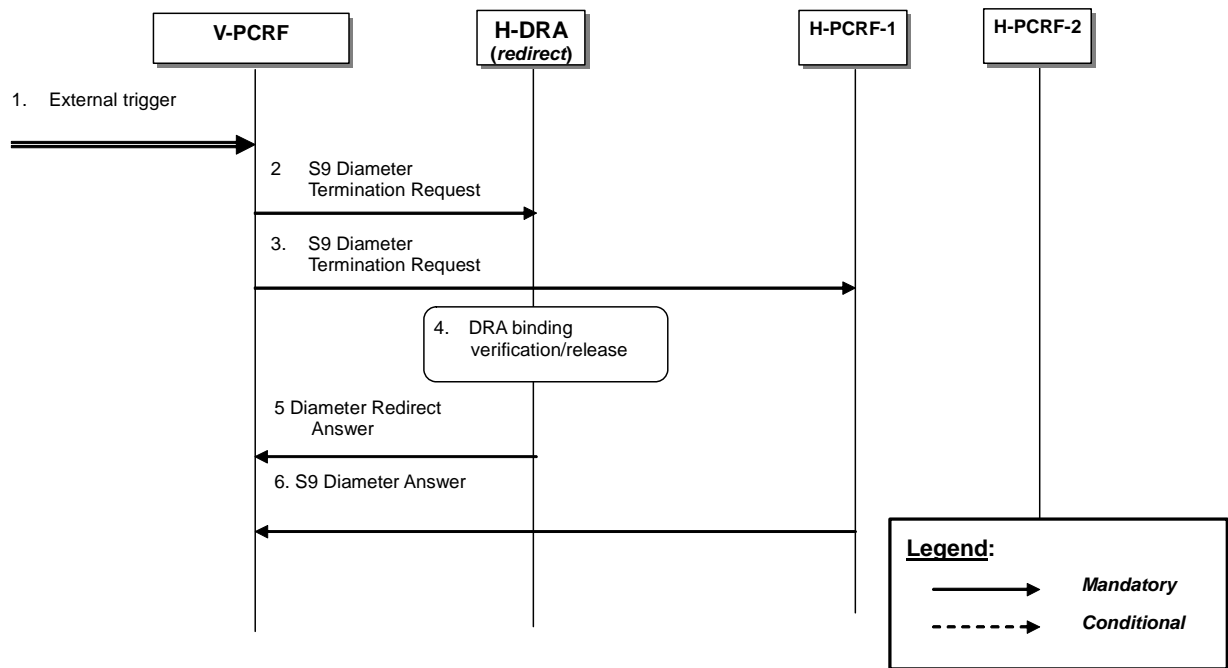 V-PCRF
H-DRA
(redirect)
H-PCRF-1
H-PCRF-2
1. External trigger
2 S9 Diameter
Termination Request
3. S9 Diameter
Termination Request
4. DRA binding
verification/release
5 Diameter Redirect
Answer
6. S9 Diameter Answer
Legend:
Mandatory
Conditional